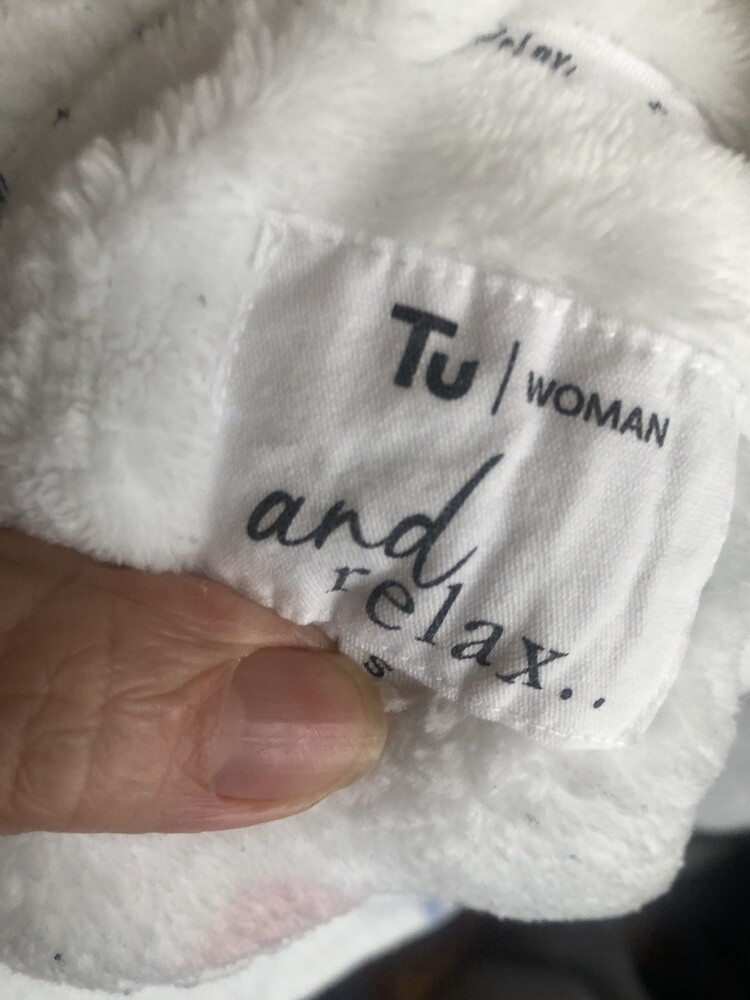 Tu | WOMAN
and
relax..
s